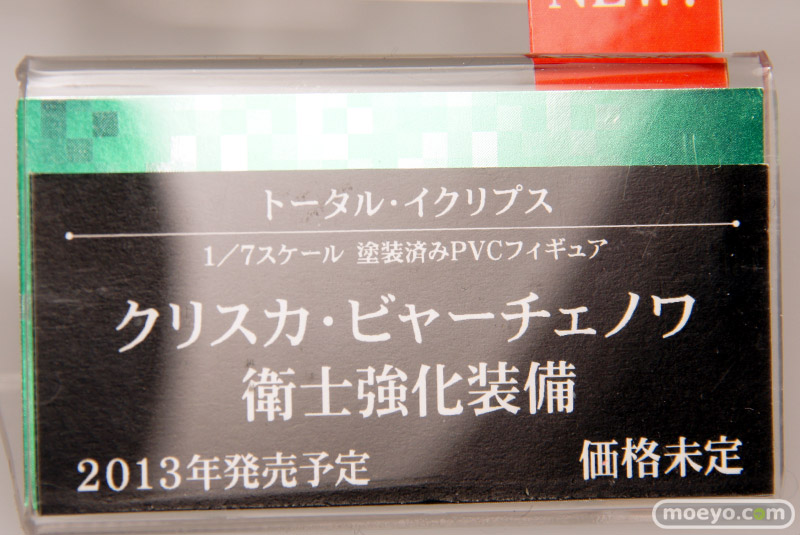 NEW!
トータル・イクリプス
1/7スケール 塗装済みPVCフィギュア
クリスカ・ビャーチェノワ
衛士強化装備
2013年発売予定 価格未定
moeyo.com